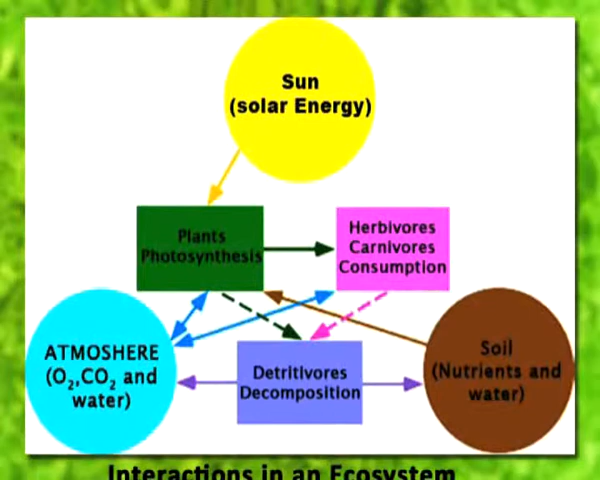 Sun
(solar Energy)
Plants
Photosynthesis
Herbivores
Carnivores
Consumption
ATMOSHERE
(O₂,CO₂ and
water)
Detritivores
Decomposition
Soil
(Nutrients and
water)
Interactions in an Ecosystem